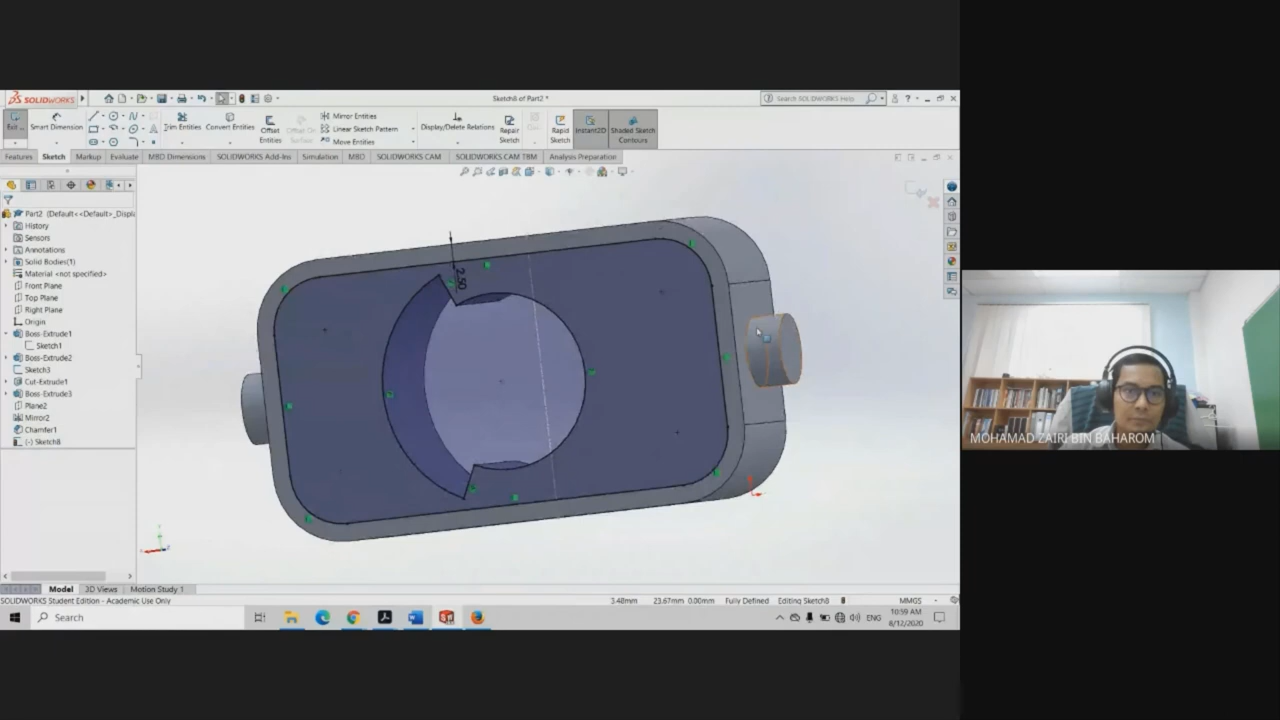 SOLIDWORKS
Sketch8 of Part2 *
Search SOLIDWORKS Help
Exit...
Smart Dimension
Trim Entities
Convert Entities
Offset Entities
Mirror Entities
Linear Sketch Pattern
Move Entities
Display/Delete Relations
Repair Sketch
Rapid Sketch
Instant2D
Shaded Sketch Contours
Features
Sketch
Markup
Evaluate
MBD Dimensions
SOLIDWORKS Add-Ins
Simulation
MBD
SOLIDWORKS CAM
SOLIDWORKS CAM TBM
Analysis Preparation
Part2 (Default<<Default>_Displa
History
Sensors
Annotations
Solid Bodies(1)
Material <not specified>
Front Plane
Top Plane
Right Plane
Origin
Boss-Extrude1
Sketch1
Boss-Extrude2
Sketch3
Cut-Extrude1
Boss-Extrude3
Plane2
Mirror2
Chamfer1
(-) Sketch8
2.50
MOHAMAD ZAIRI BIN BAHAROM
Model
3D Views
Motion Study 1
SOLIDWORKS Student Edition - Academic Use Only
3.48mm
23.67mm
0.00mm
Fully Defined
Editing Sketch8
MMGS
Search
ENG
10:59 AM
8/12/2020